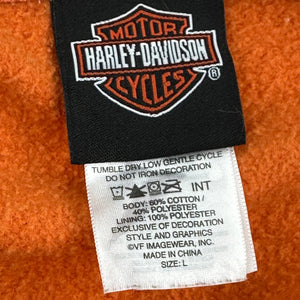 MOTOR
HARLEY-DAVIDSON
CYCLES
®
TUMBLE DRY LOW GENTLE CYCLE
DO NOT IRON DECORATION
INT
BODY: 60% COTTON /
40% POLYESTER
LINING: 100% POLYESTER
EXCLUSIVE OF DECORATION
STYLE AND GRAPHICS
©VF IMAGEWEAR, INC.
MADE IN CHINA
SIZE: L